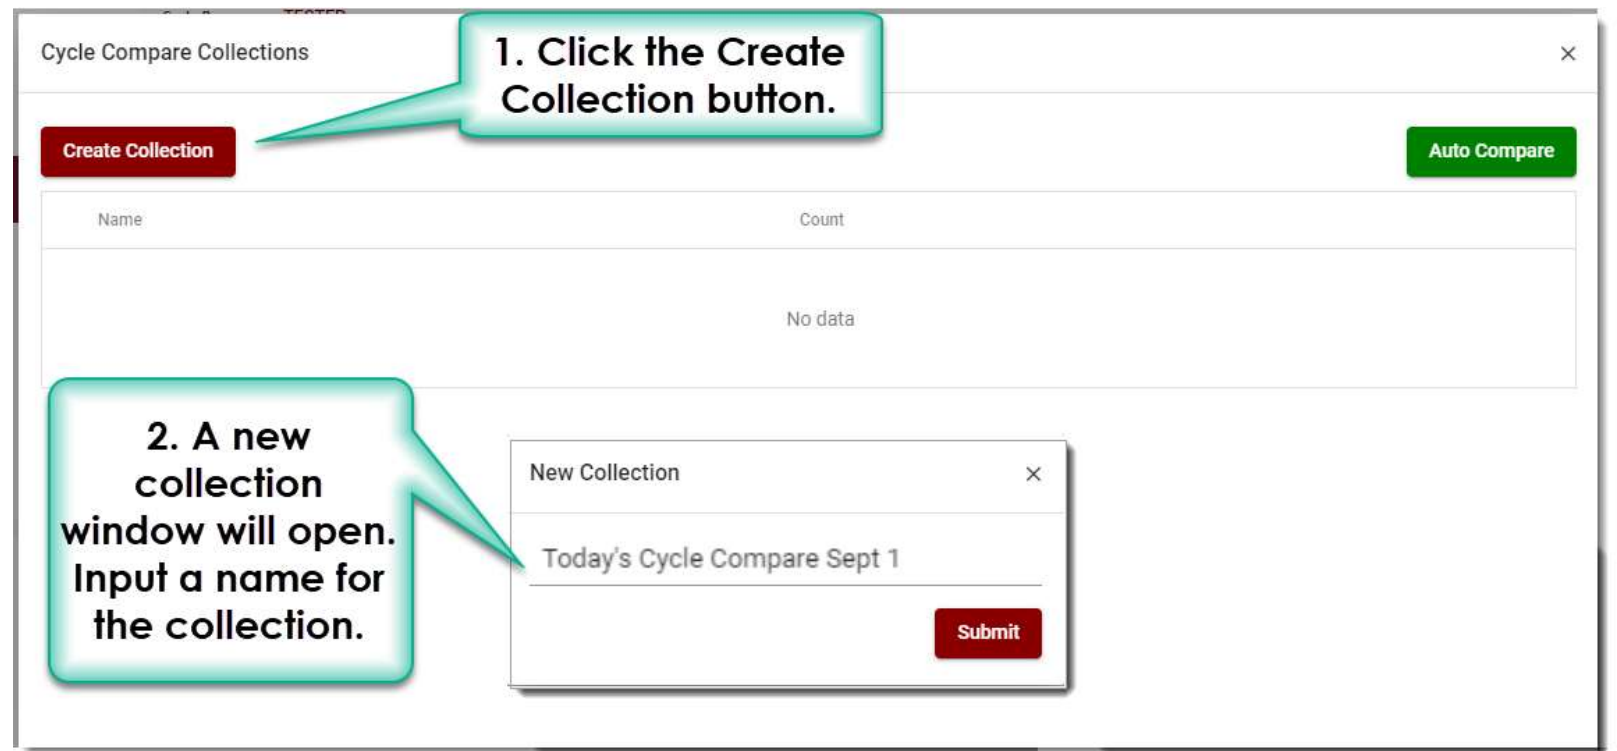 TESTER
Cycle Compare Collections
1. Click the Create
Collection button.
Create Collection
Auto Compare
Name
Count
No data
2. A new
collection
window will open.
Input a name for
the collection.
New Collection
Today's Cycle Compare Sept 1
Submit